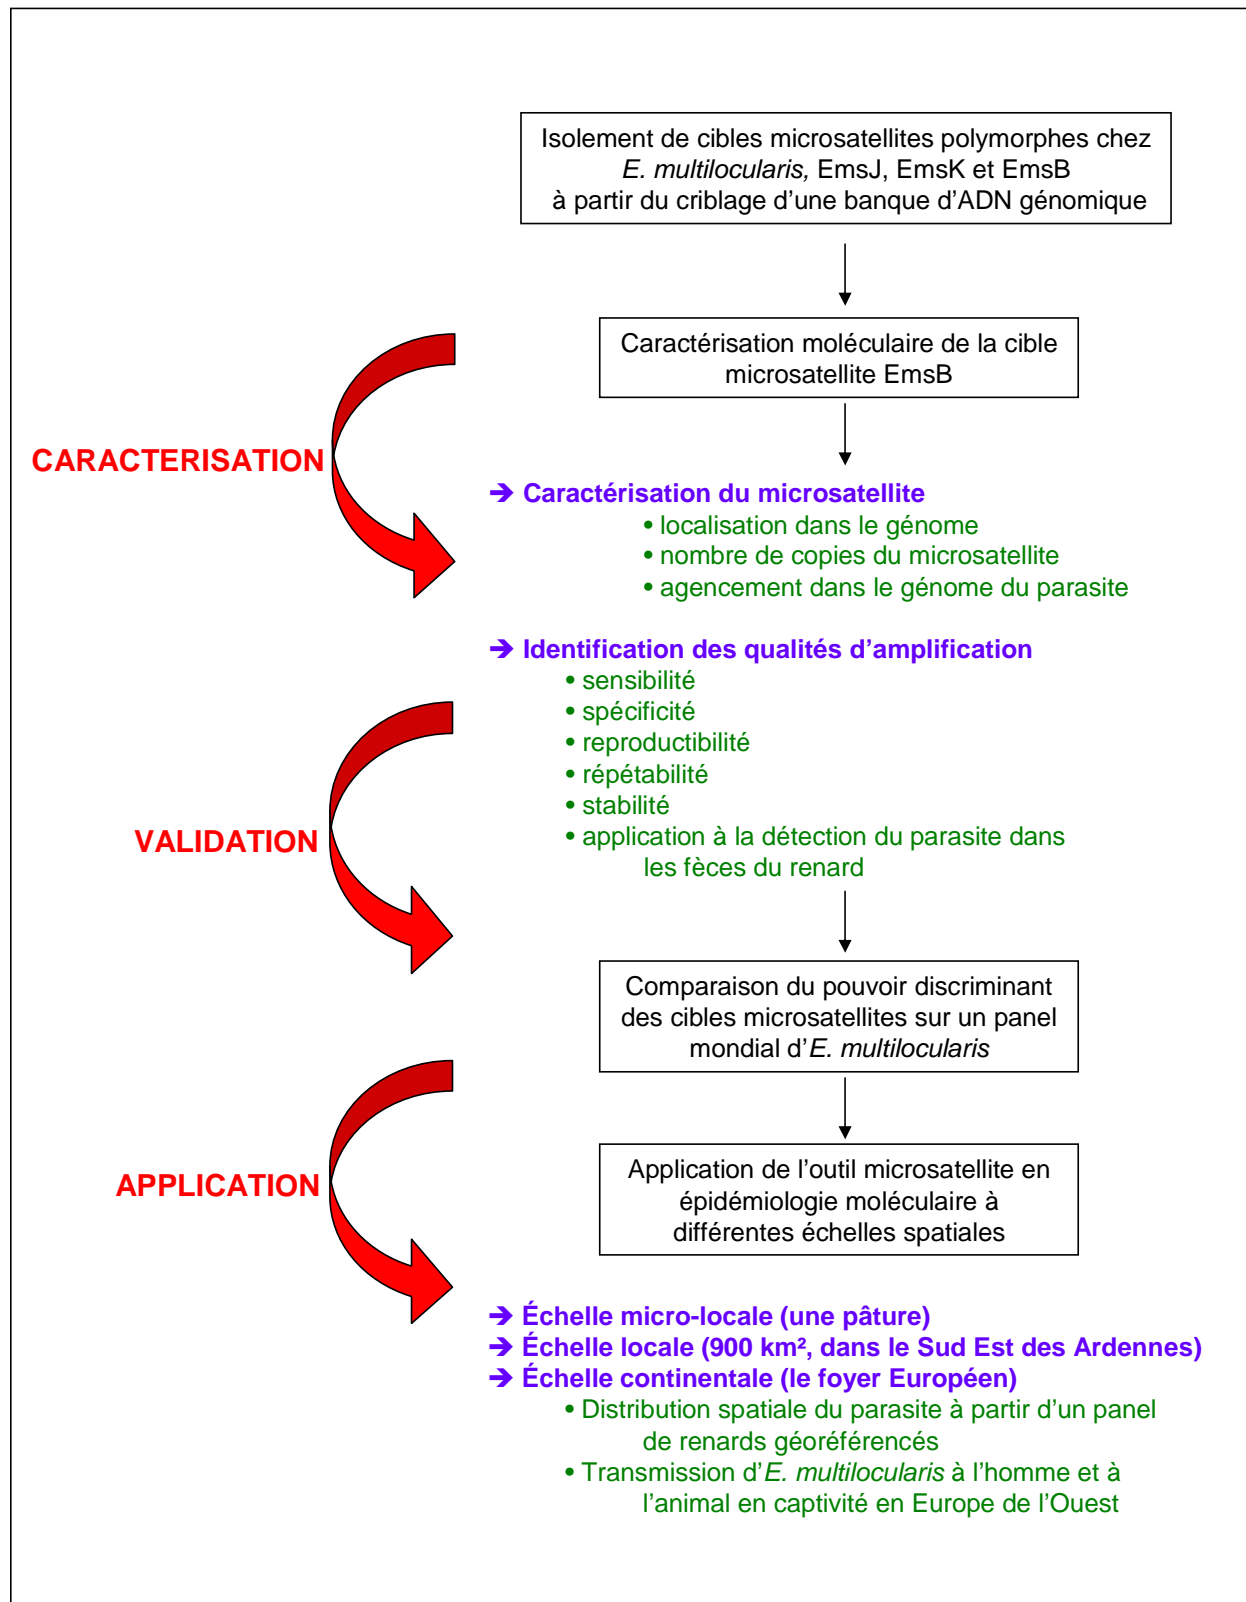 Isolement de cibles microsatellites polymorphes chez
E. multilocularis, EmsJ, EmsK et EmsB
à partir du criblage d’une banque d’ADN génomique
Caractérisation moléculaire de la cible
microsatellite EmsB
CARACTERISATION
➔ Caractérisation du microsatellite
• localisation dans le génome
• nombre de copies du microsatellite
• agencement dans le génome du parasite
➔ Identification des qualités d’amplification
• sensibilité
• spécificité
• reproductibilité
• répétabilité
• stabilité
• application à la détection du parasite dans
les fèces du renard
VALIDATION
Comparaison du pouvoir discriminant
des cibles microsatellites sur un panel
mondial d’E. multilocularis
APPLICATION
Application de l’outil microsatellite en
épidémiologie moléculaire à
différentes échelles spatiales
➔ Échelle micro-locale (une pâture)
➔ Échelle locale (900 km², dans le Sud Est des Ardennes)
➔ Échelle continentale (le foyer Européen)
• Distribution spatiale du parasite à partir d’un panel
de renards géoréférencés
• Transmission d’E. multilocularis à l’homme et à
l’animal en captivité en Europe de l’Ouest